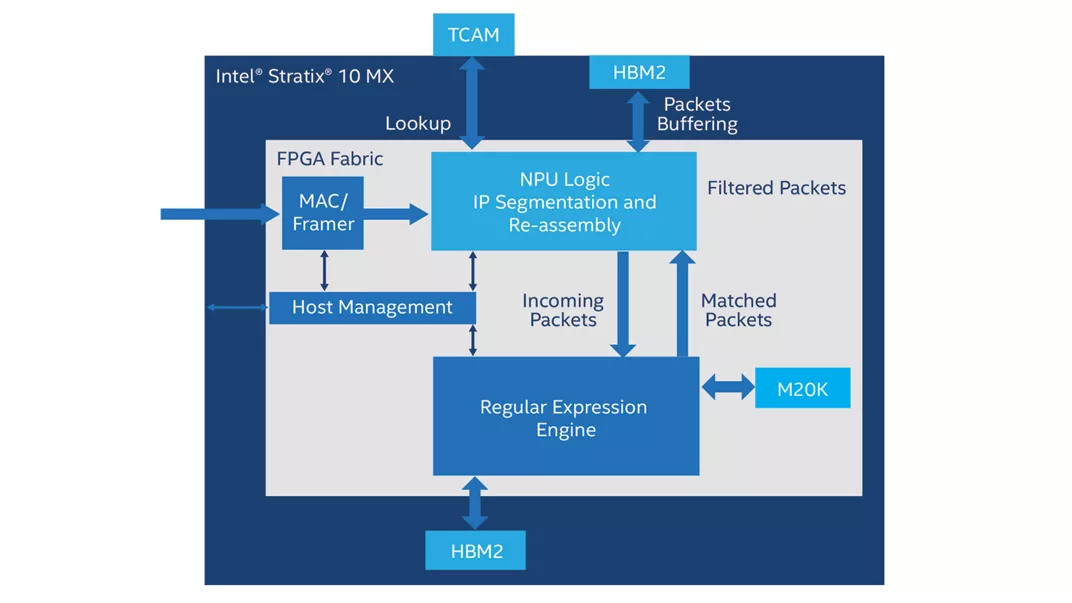 TCAM
Intel® Stratix® 10 MX
HBM2
Lookup
Packets
Buffering
FPGA Fabric
MAC/
Framer
NPU Logic
IP Segmentation and
Re-assembly
Filtered Packets
Host Management
Incoming
Packets
Matched
Packets
Regular Expression
Engine
M20K
HBM2